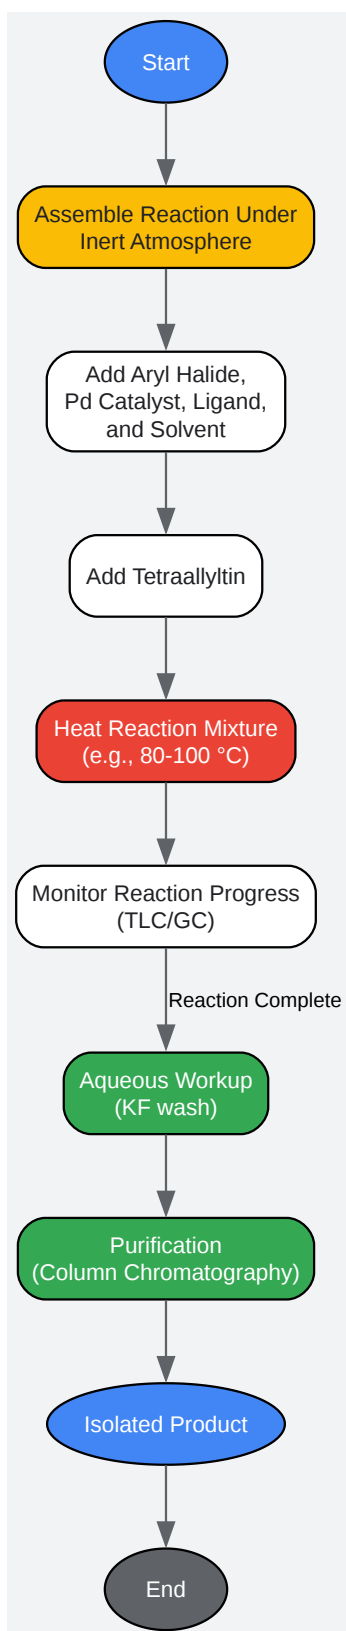 Start
Assemble Reaction Under
Inert Atmosphere
Add Aryl Halide,
Pd Catalyst, Ligand,
and Solvent
Add Tetraallyltin
Heat Reaction Mixture
(e.g., 80-100 °C)
Monitor Reaction Progress
(TLC/GC)
Reaction Complete
Aqueous Workup
(KF wash)
Purification
(Column Chromatography)
Isolated Product
End